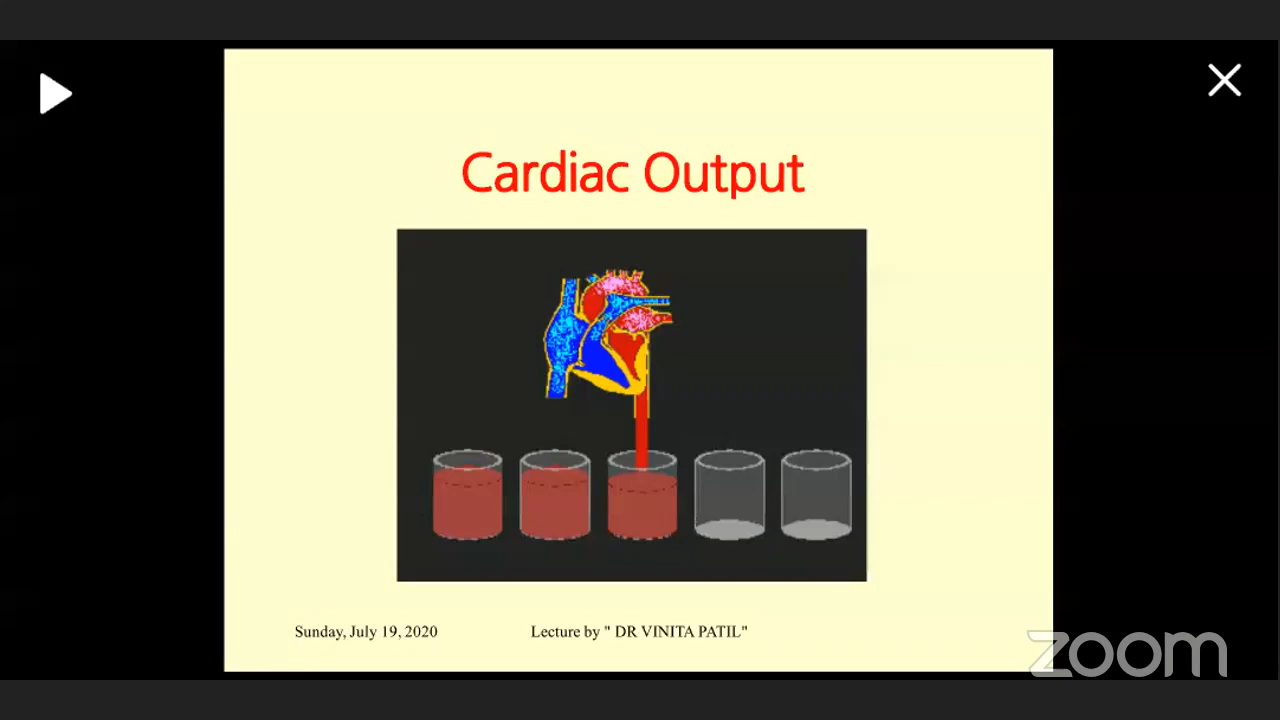 Cardiac Output
Sunday, July 19, 2020
Lecture by " DR VINITA PATIL"
zoom